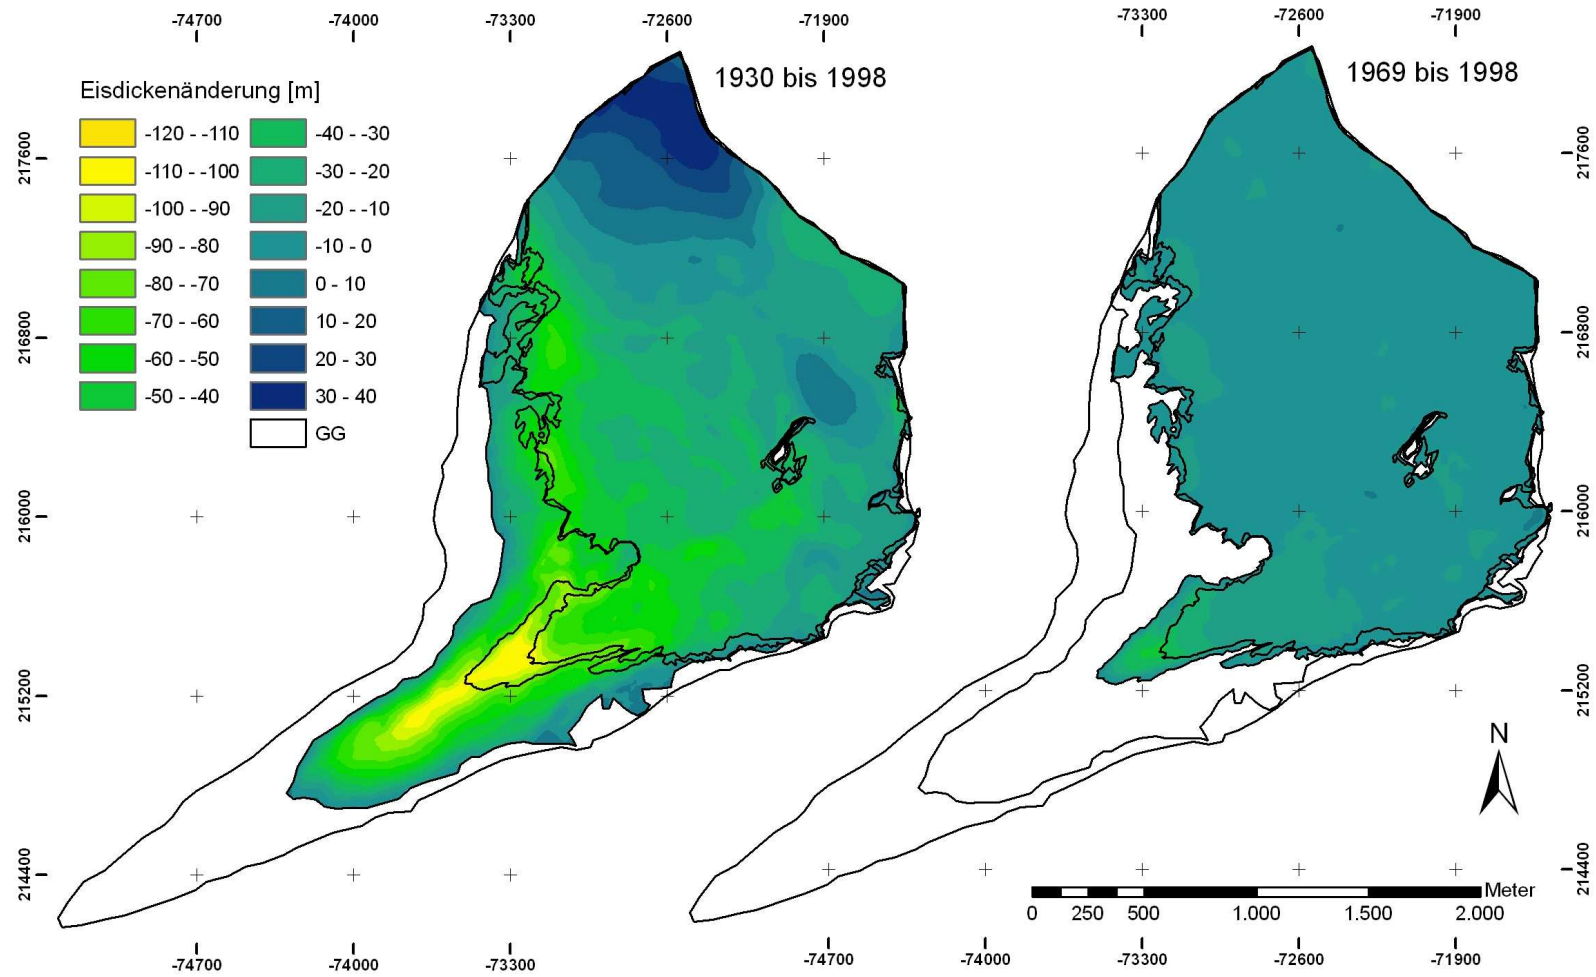 -74700 -74000 -73300 -72600 -71900 -73300 -72600 -71900
1930 bis 1998
1969 bis 1998
Eisdickenänderung [m]
-120 - -110 -40 - -30
-110 - -100 -30 - -20
-100 - -90 -20 - -10
-90 - -80 -10 - 0
-80 - -70 0 - 10
-70 - -60 10 - 20
-60 - -50 20 - 30
-50 - -40 30 - 40
GG
217600
216800
216000
215200
214400
217600
216800
216000
215200
214400
N
Meter
0 250 500 1.000 1.500 2.000
-74700 -74000 -73300 -74700 -74000 -73300 -72600 -71900